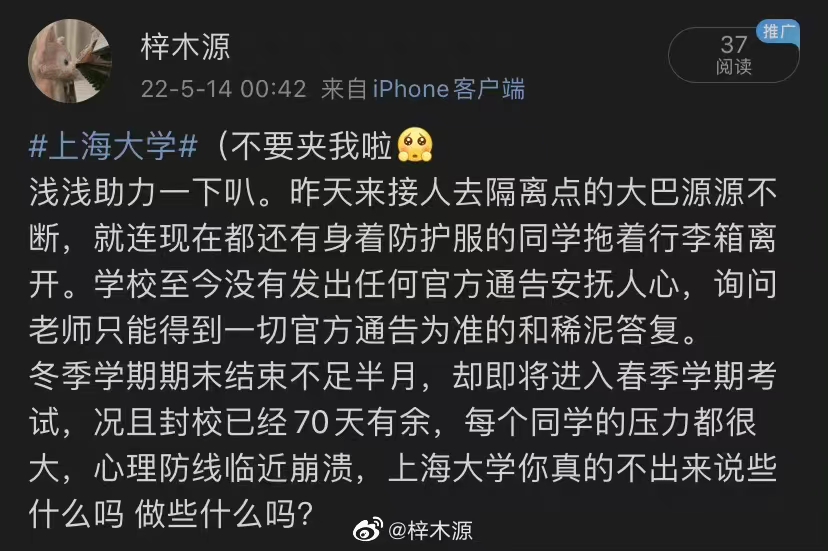 梓木源
推广
37
阅读
22-5-14 00:42 来自 iPhone客户端
#上海大学#（不要夹我啦🥺
浅浅助力一下叭。昨天来接人去隔离点的大巴源源不
断，就连现在都还有身着防护服的同学拖着行李箱离
开。学校至今没有发出任何官方通告安抚人心，询问
老师只能得到一切官方通告为准的和稀泥答复。
冬季学期期末结束不足半月，却即将进入春季学期考
试，况且封校已经70天有余，每个同学的压力都很
大，心理防线临近崩溃，上海大学你真的不出来说些
什么吗 做些什么吗？
@梓木源